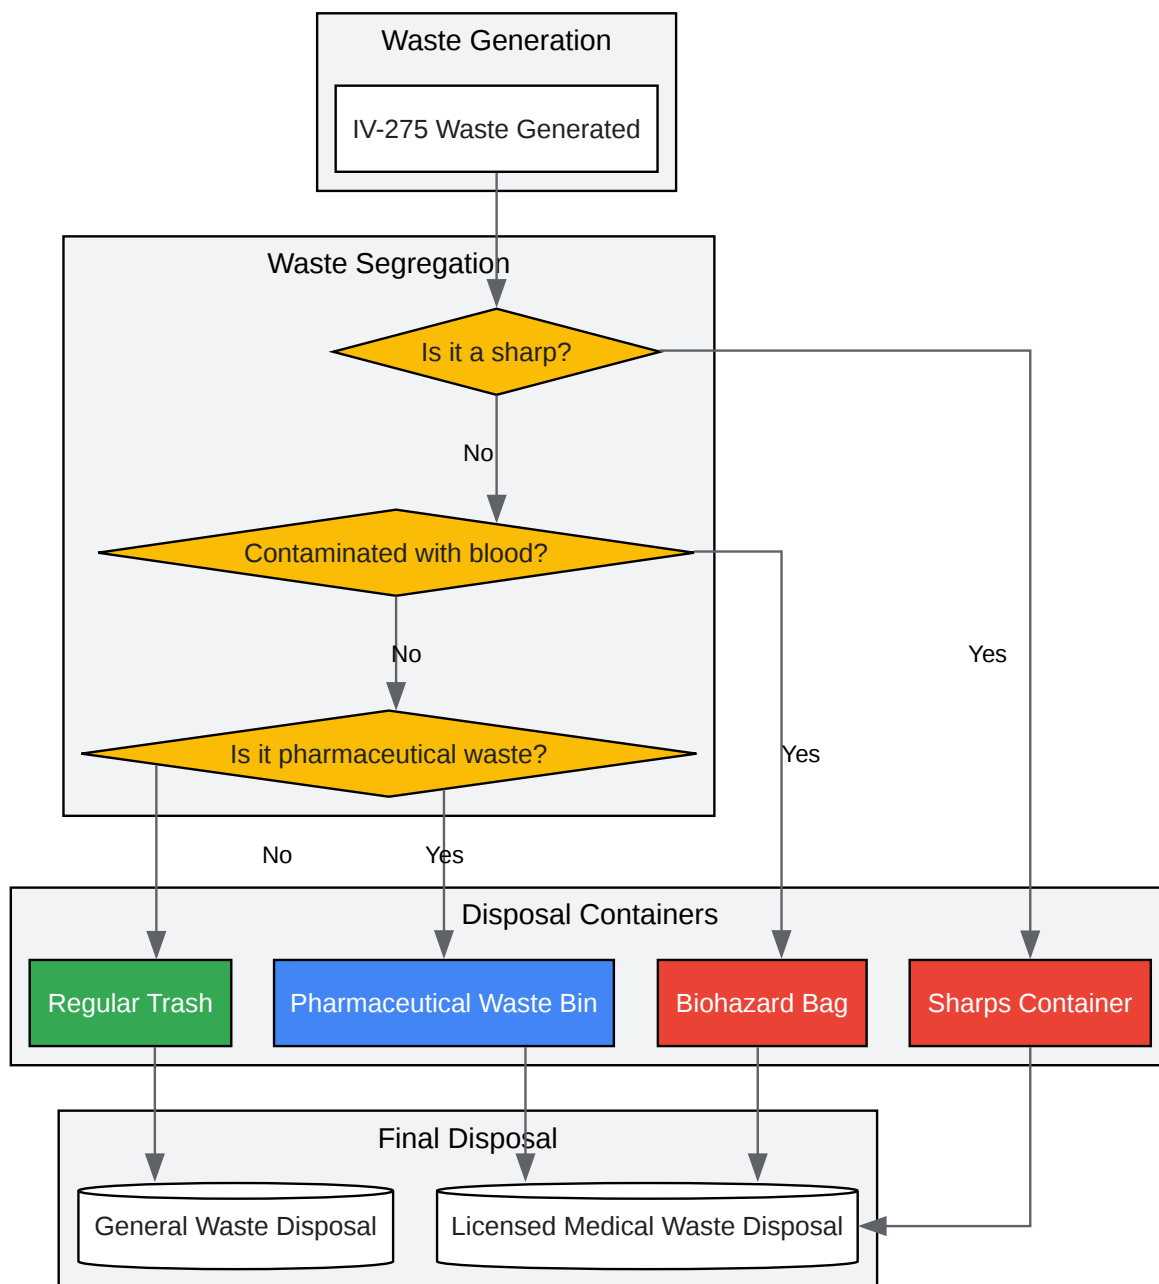 Waste Generation
IV-275 Waste Generated
Waste Segregation
Is it a sharp?
No
Contaminated with blood?
No
Yes
Is it pharmaceutical waste?
Yes
No
Yes
Disposal Containers
Regular Trash
Pharmaceutical Waste Bin
Biohazard Bag
Sharps Container
Final Disposal
General Waste Disposal
Licensed Medical Waste Disposal